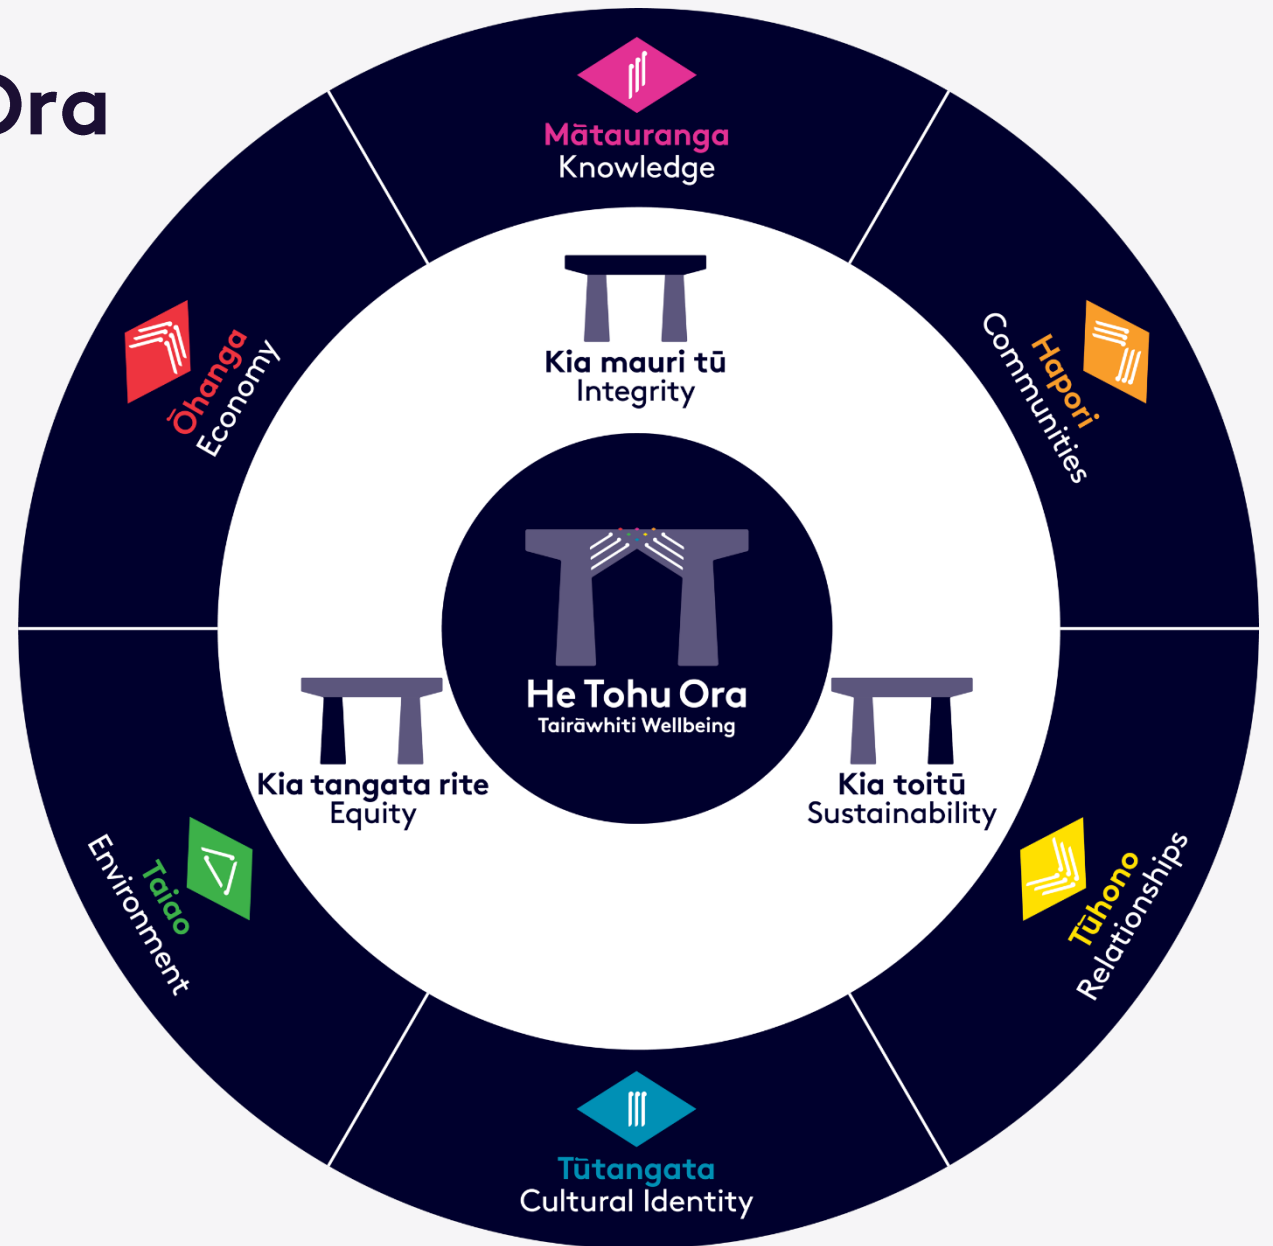 Ora
Mātauranga
Knowledge
Hapori
Communities
Tūhono
Relationships
Tūtangata
Cultural Identity
Taiao
Environment
Ōhanga
Economy
Kia mauri tū
Integrity
He Tohu Ora
Tairāwhiti Wellbeing
Kia tangata rite
Equity
Kia toitū
Sustainability